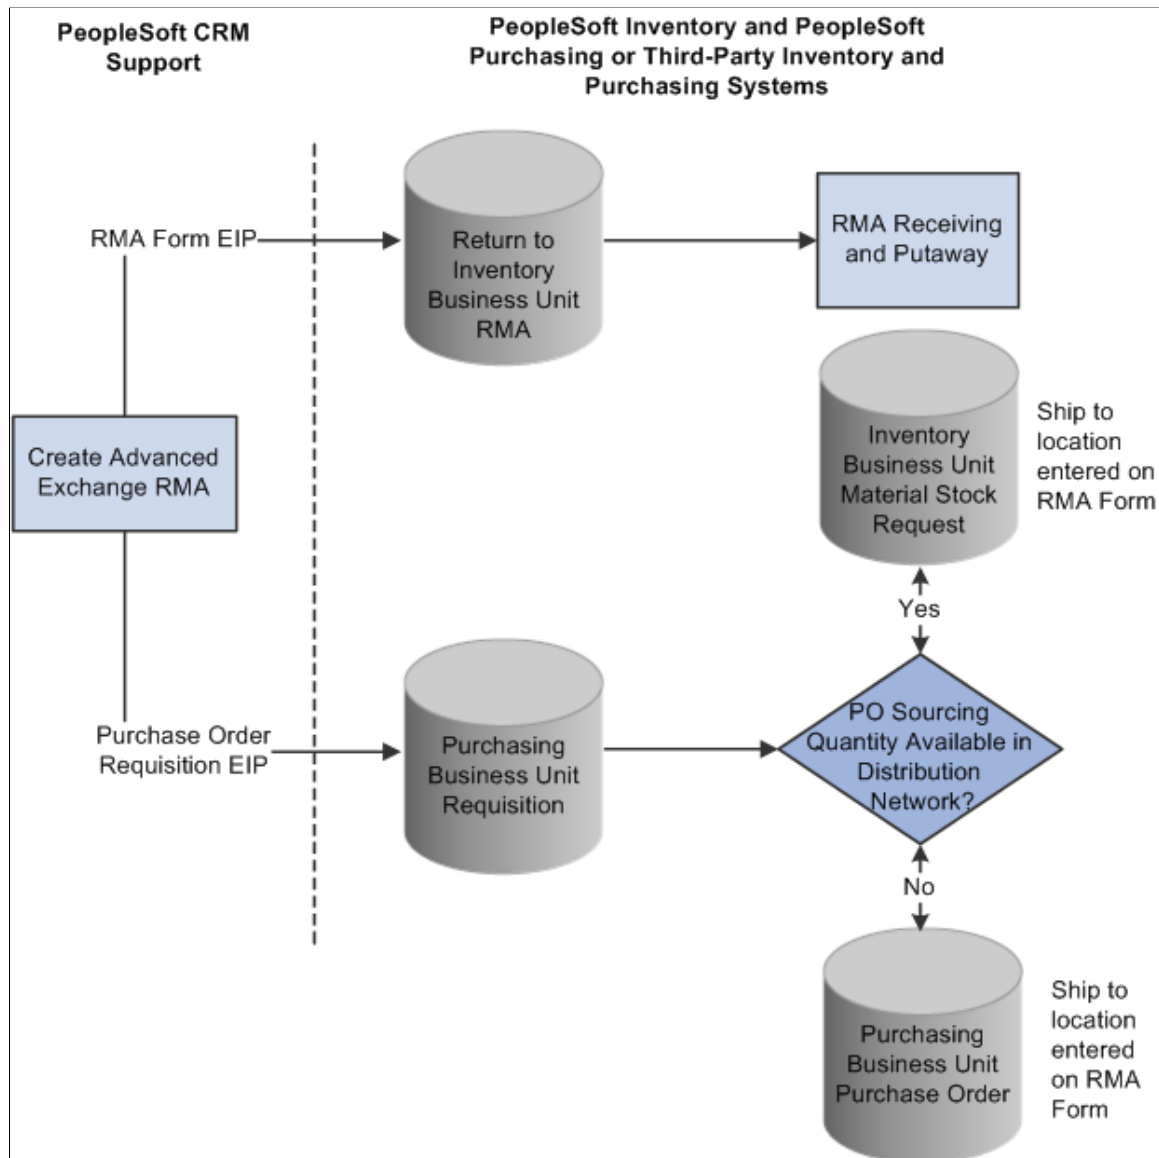 PeopleSoft CRM
Support
PeopleSoft Inventory and PeopleSoft
Purchasing or Third-Party Inventory and
Purchasing Systems
RMA Form EIP
Return to
Inventory
Business Unit
RMA
RMA Receiving
and Putaway
Create Advanced
Exchange RMA
Inventory
Business Unit
Material Stock
Request
Ship to
location
entered on
RMA Form
Yes
Purchase Order
Requisition EIP
Purchasing
Business Unit
Requisition
PO Sourcing
Quantity Available in
Distribution
Network?
No
Purchasing
Business Unit
Purchase Order
Ship to
location
entered
on RMA
Form